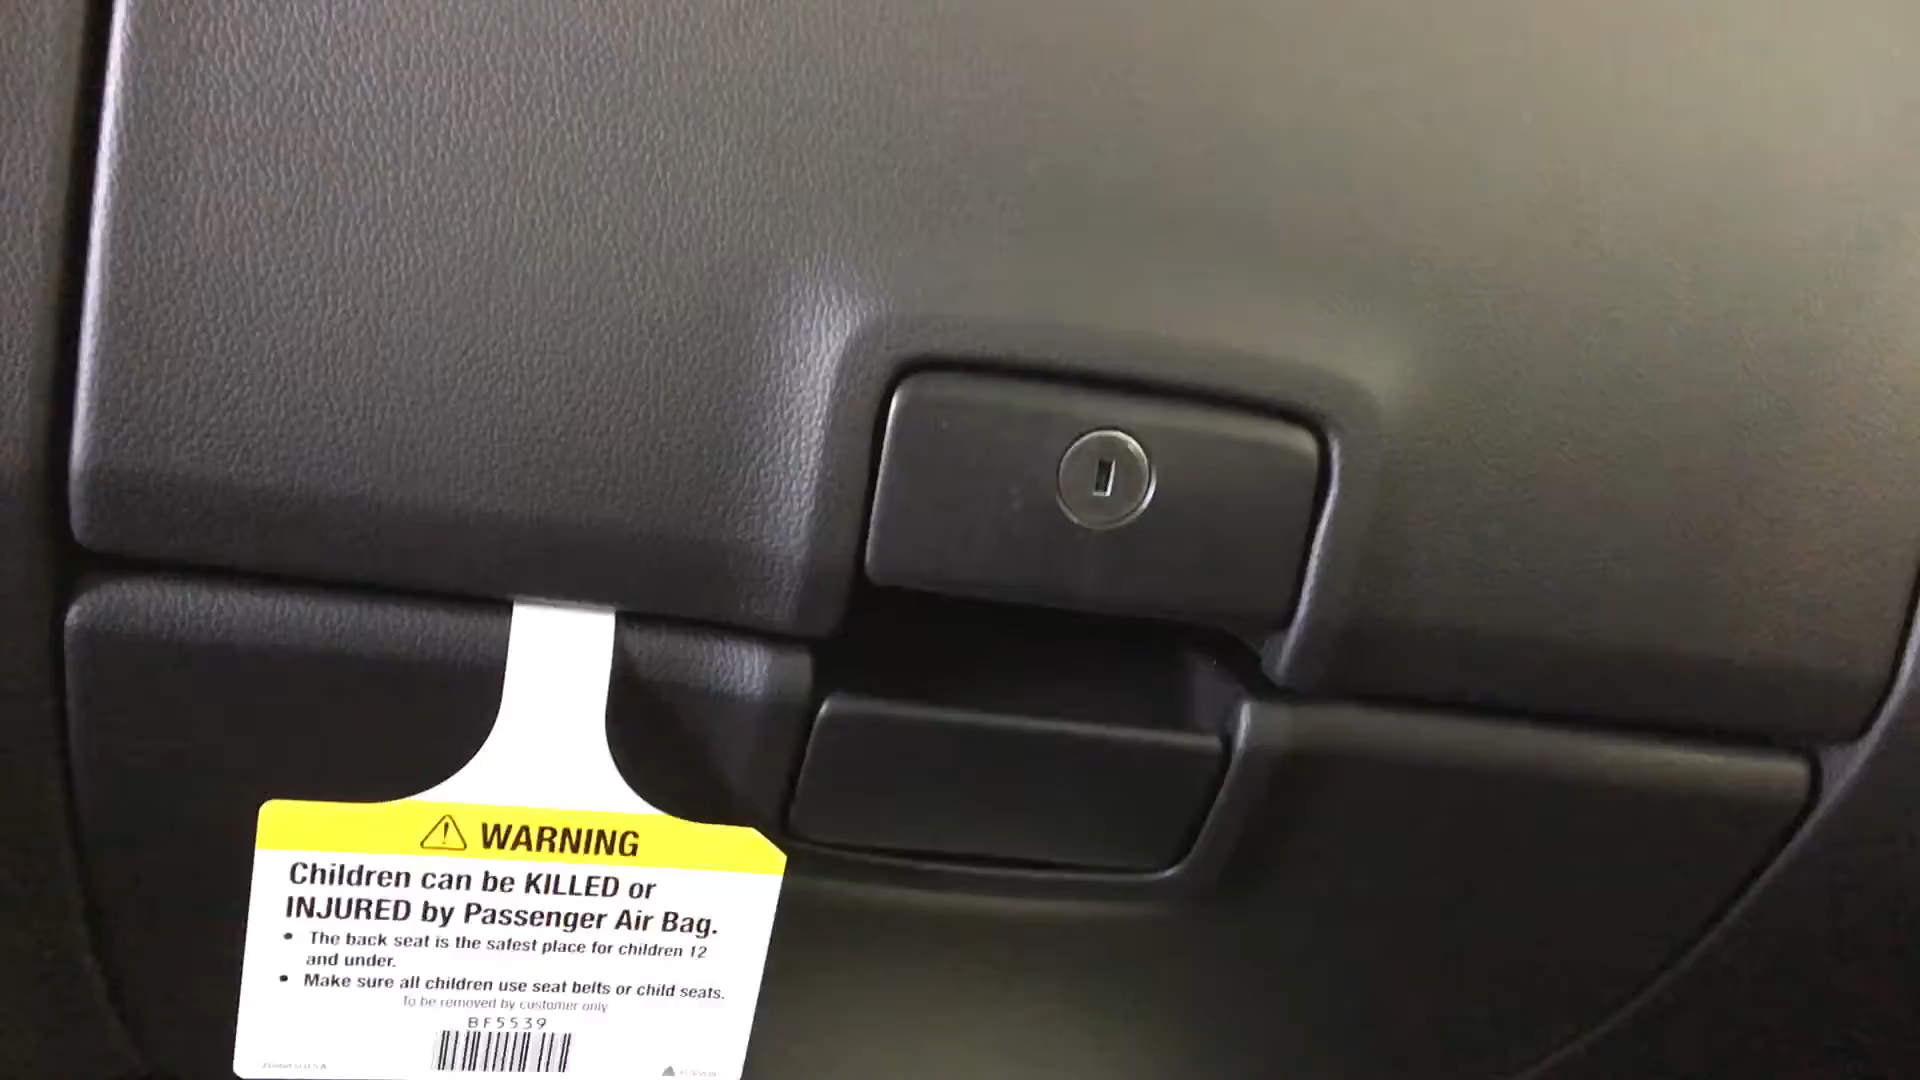 WARNING
Children can be KILLED or
INJURED by Passenger Air Bag.
• The back seat is the safest place for children 12
and under.
• Make sure all children use seat belts or child seats.
To be removed by customer only
BF5539
Printed in U.S.A.